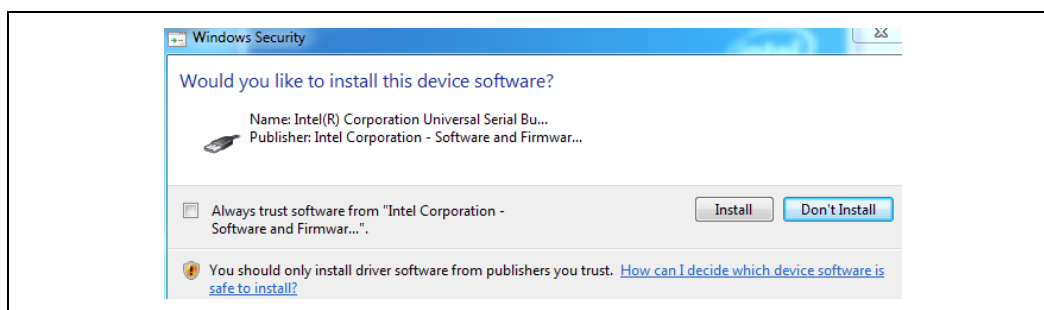 Windows Security
Would you like to install this device software?
Name: Intel(R) Corporation Universal Serial Bu...
Publisher: Intel Corporation - Software and Firmwar...
Always trust software from "Intel Corporation -
Software and Firmwar...".
Install
Don't Install
You should only install driver software from publishers you trust. How can I decide which device software is
safe to install?